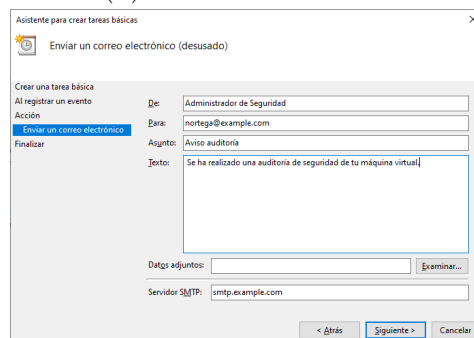 Asistente para crear tareas básicas
Enviar un correo electrónico (desusado)
Crear una tarea básica
Al registrar un evento
Acción
Enviar un correo electrónico
Finalizar
De: Administrador de Seguridad
Para: nortega@example.com
Asunto: Aviso auditoría
Texto: Se ha realizado una auditoría de seguridad de tu máquina virtual.
Datos adjuntos: Examinar...
Servidor SMTP: smtp.example.com
< Atrás Siguiente > Cancelar